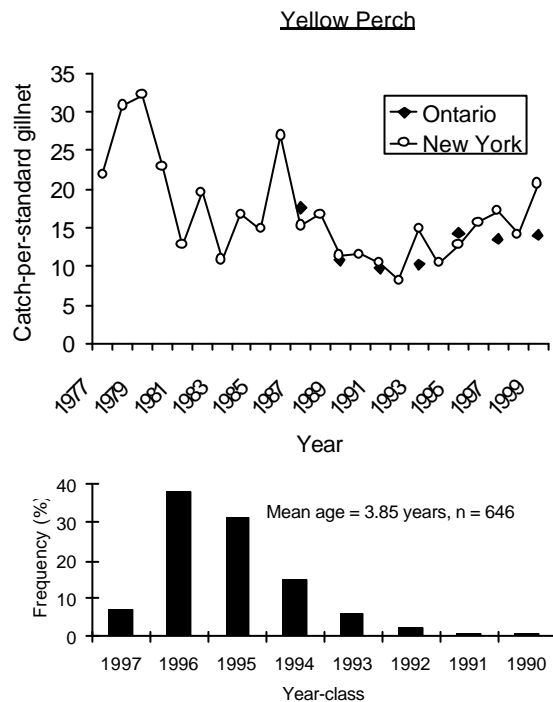 Yellow Perch
Catch-per-standard gillnet
35
30
25
20
15
10
5
0
Ontario
New York
1977
1979
1981
1983
1985
1987
1989
1991
1993
1995
1997
1999
Year
Frequency (%)
40
30
20
10
0
Mean age = 3.85 years, n = 646
1997 1996 1995 1994 1993 1992 1991 1990
Year-class